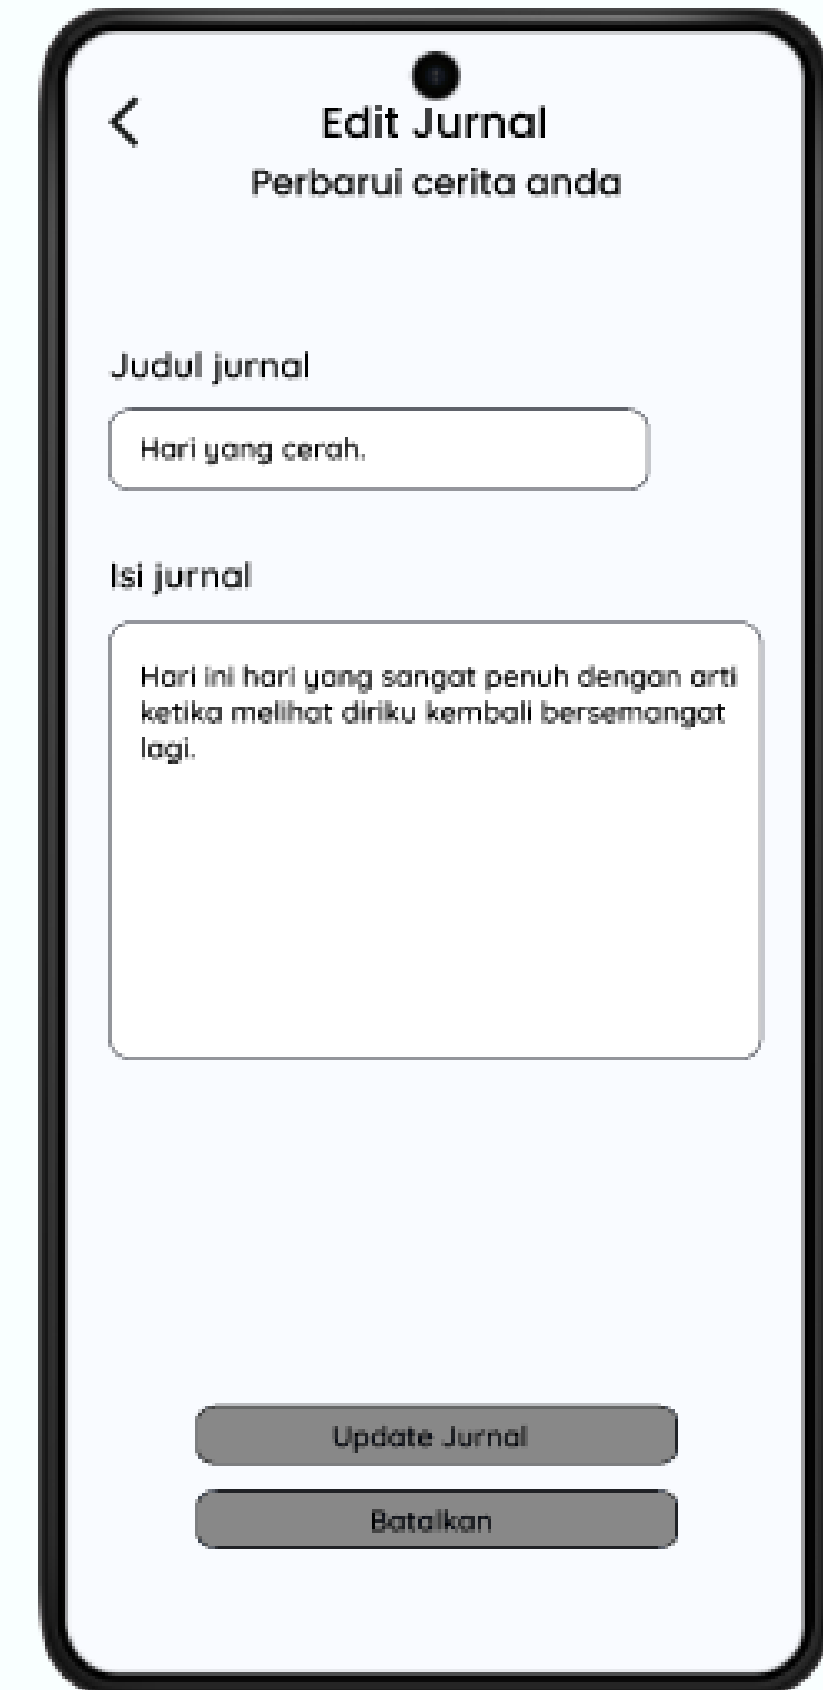 Edit Jurnal
Perbarui cerita anda
Judul jurnal
Hari yang cerah.
Isi jurnal
Hari ini hari yang sangat penuh dengan arti
ketika melihat diriku kembali bersemangat
lagi.
Update Jurnal
Batalkan